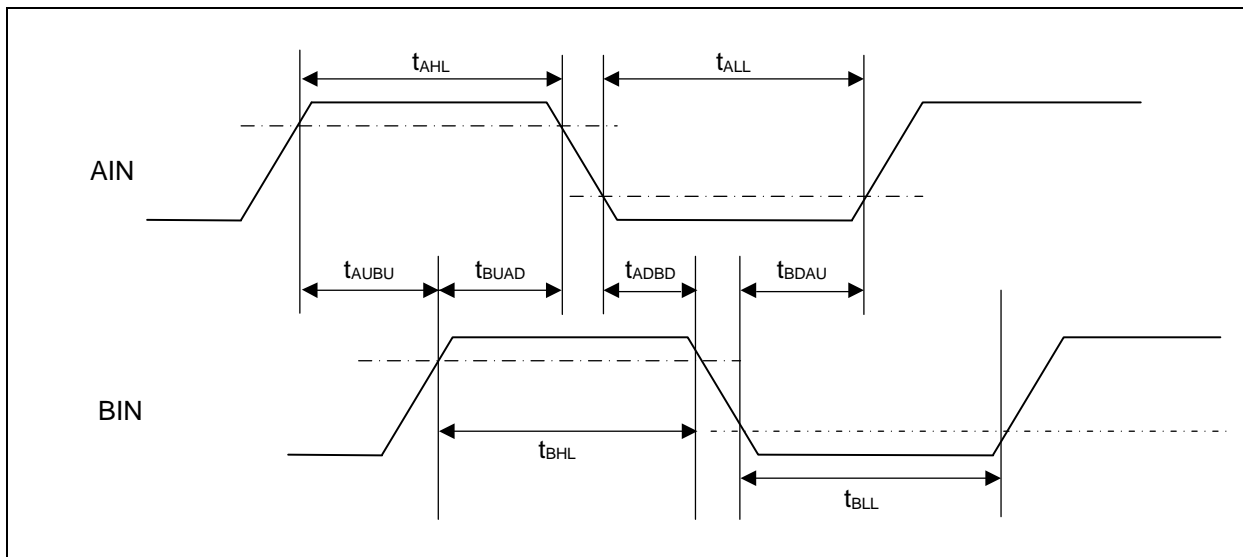 tAHL
tALL
AIN
tAUBU
tBUAD
tADBD
tBDAU
BIN
tBHL
tBLL